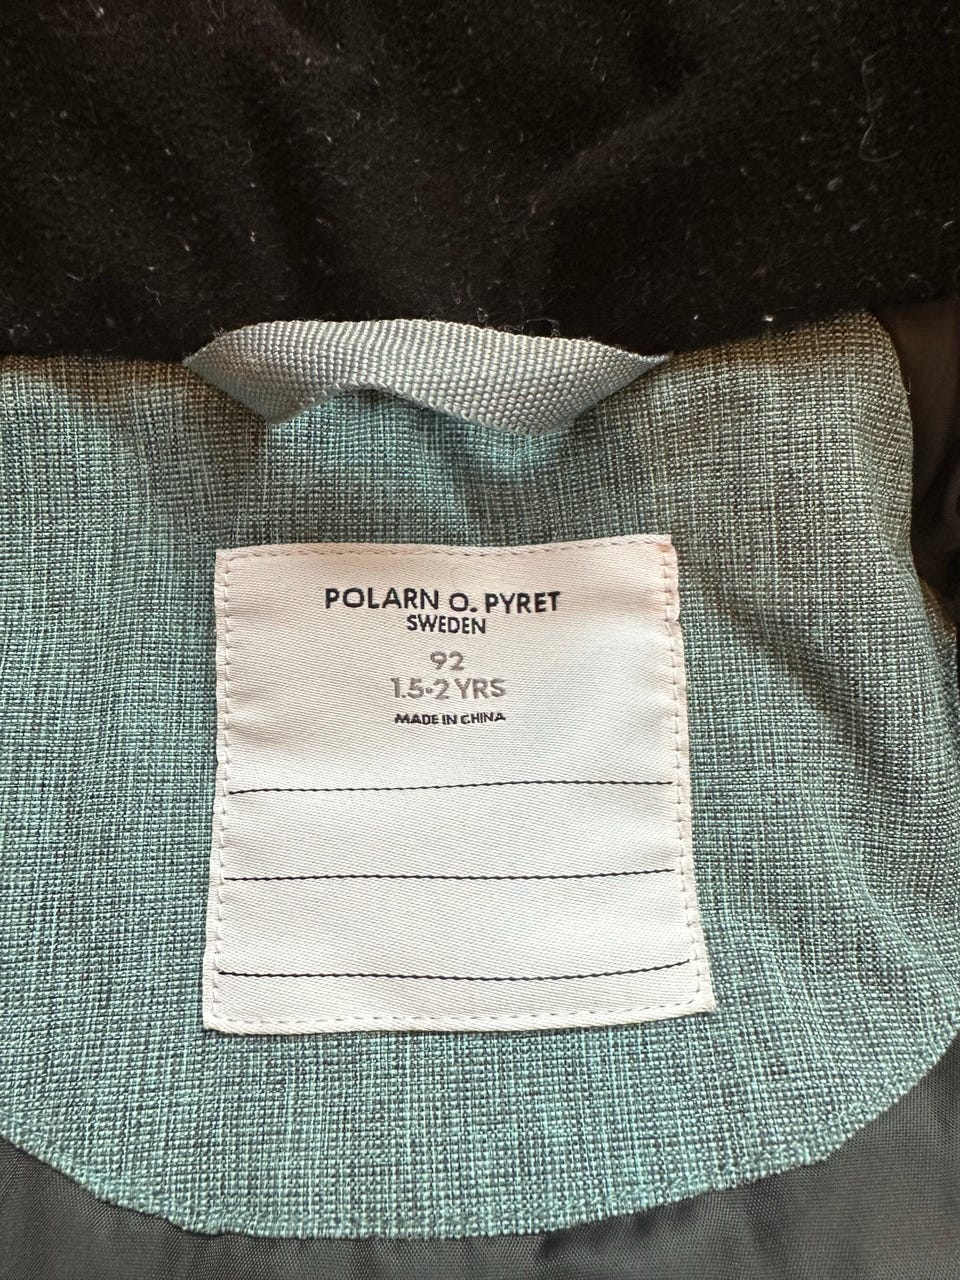 POLARN O. PYRET
SWEDEN
92
1.5-2 YRS
MADE IN CHINA